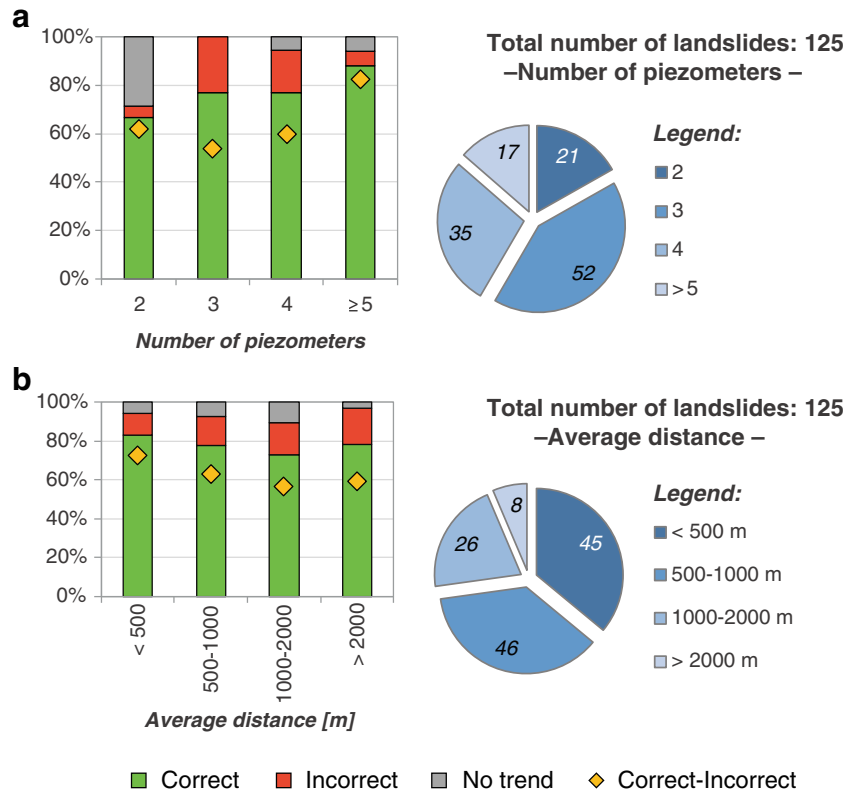 a
100%
80%
60%
40%
20%
0%
2
3
4
≥5
Number of piezometers
Total number of landslides: 125
–Number of piezometers –
17
21
35
52
Legend:
2
3
4
>5
b
100%
80%
60%
40%
20%
0%
< 500
500-1000
1000-2000
> 2000
Average distance [m]
Total number of landslides: 125
–Average distance –
8
45
26
46
Legend:
< 500 m
500-1000 m
1000-2000 m
> 2000 m
Correct
Incorrect
No trend
Correct-Incorrect